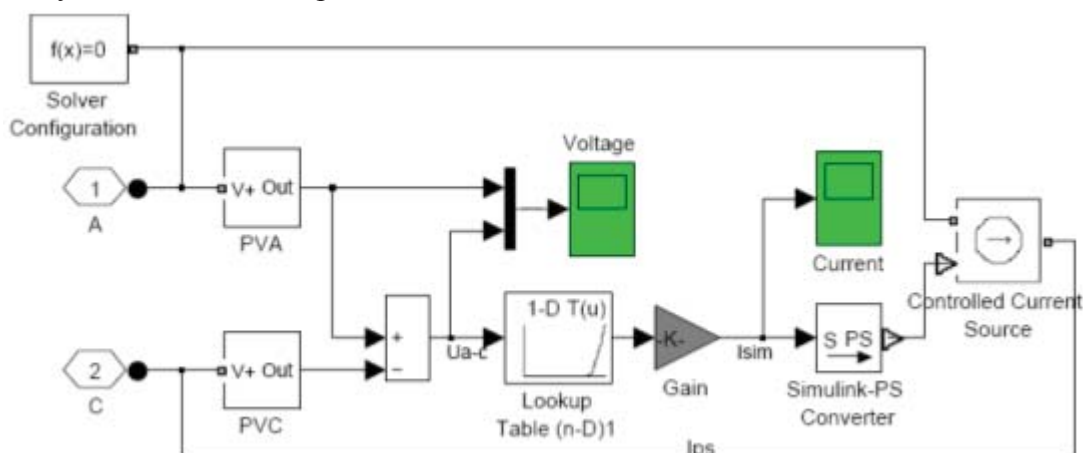 f(x)=0
Solver
Configuration
1
A
V+ Out
PVA
Voltage
Current
Controlled Current
Source
2
C
V+ Out
PVC
+
−
Ua-c
1-D T(u)
Lookup
Table (n-D)1
-K-
Gain
Isim
S PS
Simulink-PS
Converter
Ips